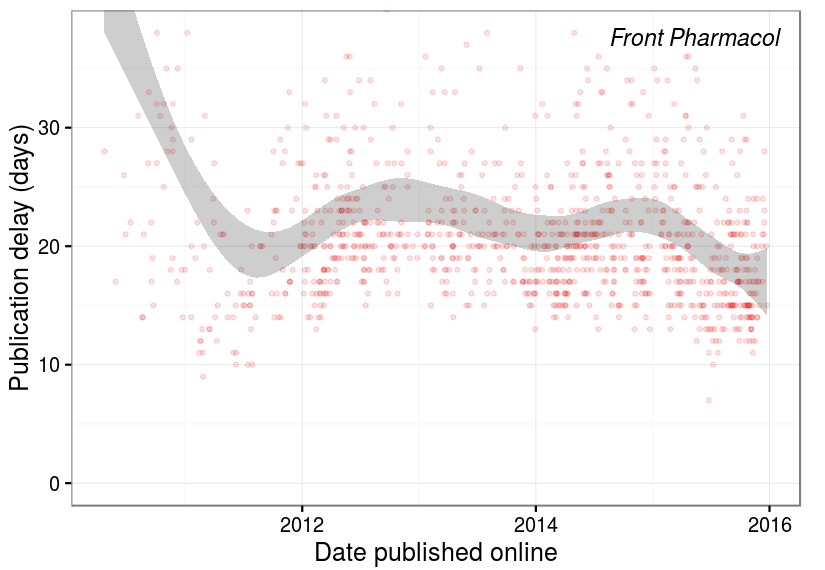 Front Pharmacol
Publication delay (days)
30
20
10
0
2012
2014
2016
Date published online